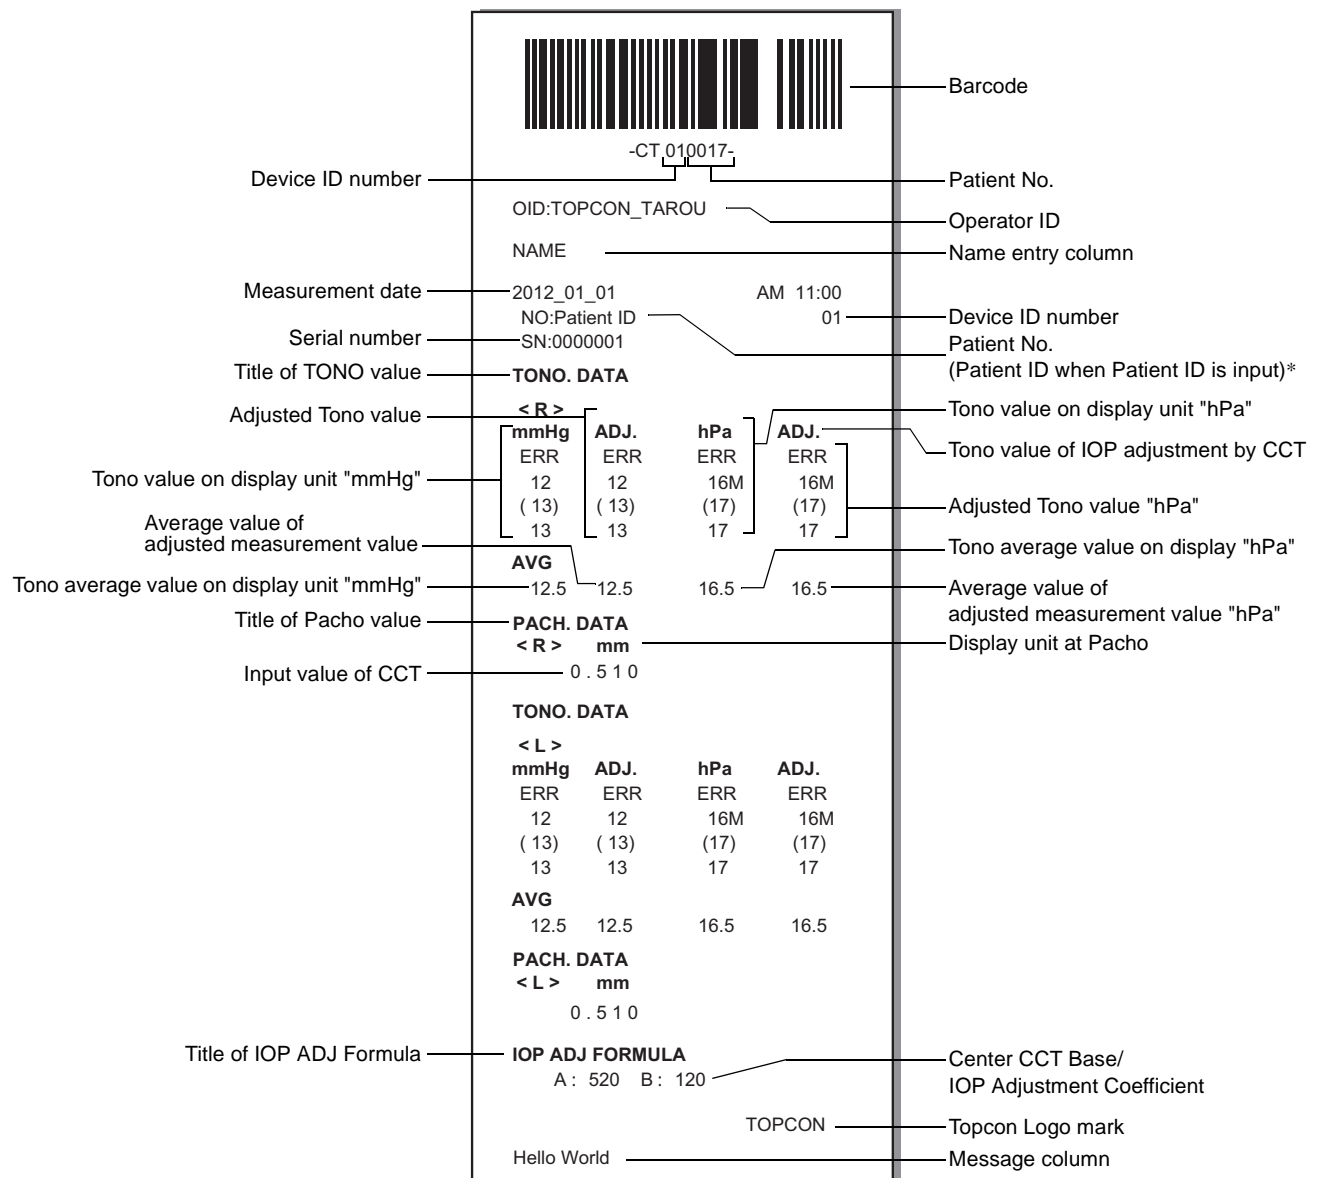 Barcode
-CT 010017-
Device ID number
Patient No.
OID:TOPCON_TAROU
Operator ID
NAME
Name entry column
Measurement date
2012_01_01 AM 11:00
NO:Patient ID 01
Device ID number
Serial number
SN:0000001
Patient No.
(Patient ID when Patient ID is input)*
Title of TONO value
TONO. DATA
Adjusted Tono value
< R >
Tono value on display unit "hPa"
mmHg ADJ. hPa ADJ.
Tono value of IOP adjustment by CCT
ERR ERR ERR ERR
Tono value on display unit "mmHg"
12 12 16M 16M
( 13) ( 13) (17) (17)
Adjusted Tono value "hPa"
13 13 17 17
Average value of
adjusted measurement value
Tono average value on display "hPa"
AVG
Tono average value on display unit "mmHg"
12.5 12.5 16.5 16.5
Average value of
adjusted measurement value "hPa"
Title of Pacho value
PACH. DATA
< R > mm
Display unit at Pacho
Input value of CCT
0 . 5 1 0
TONO. DATA
< L >
mmHg ADJ. hPa ADJ.
ERR ERR ERR ERR
12 12 16M 16M
( 13) ( 13) (17) (17)
13 13 17 17
AVG
12.5 12.5 16.5 16.5
PACH. DATA
< L > mm
0 . 5 1 0
Title of IOP ADJ Formula
IOP ADJ FORMULA
A : 520 B : 120
Center CCT Base/
IOP Adjustment Coefficient
TOPCON
Topcon Logo mark
Hello World
Message column